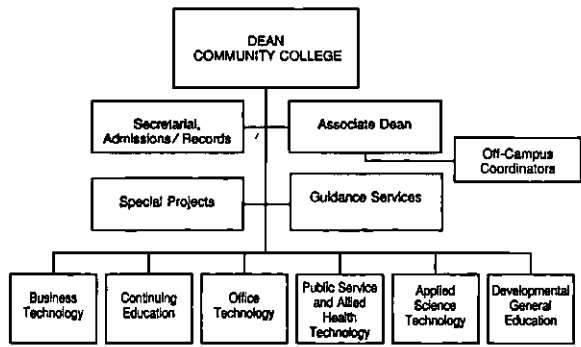 DEAN
COMMUNITY COLLEGE
Secretarial,
Admissions / Records
Associate Dean
Off-Campus
Coordinators
Special Projects
Guidance Services
Business
Technology
Continuing
Education
Office
Technology
Public Service
and Allied
Health
Technology
Applied
Science
Technology
Developmental
General
Education